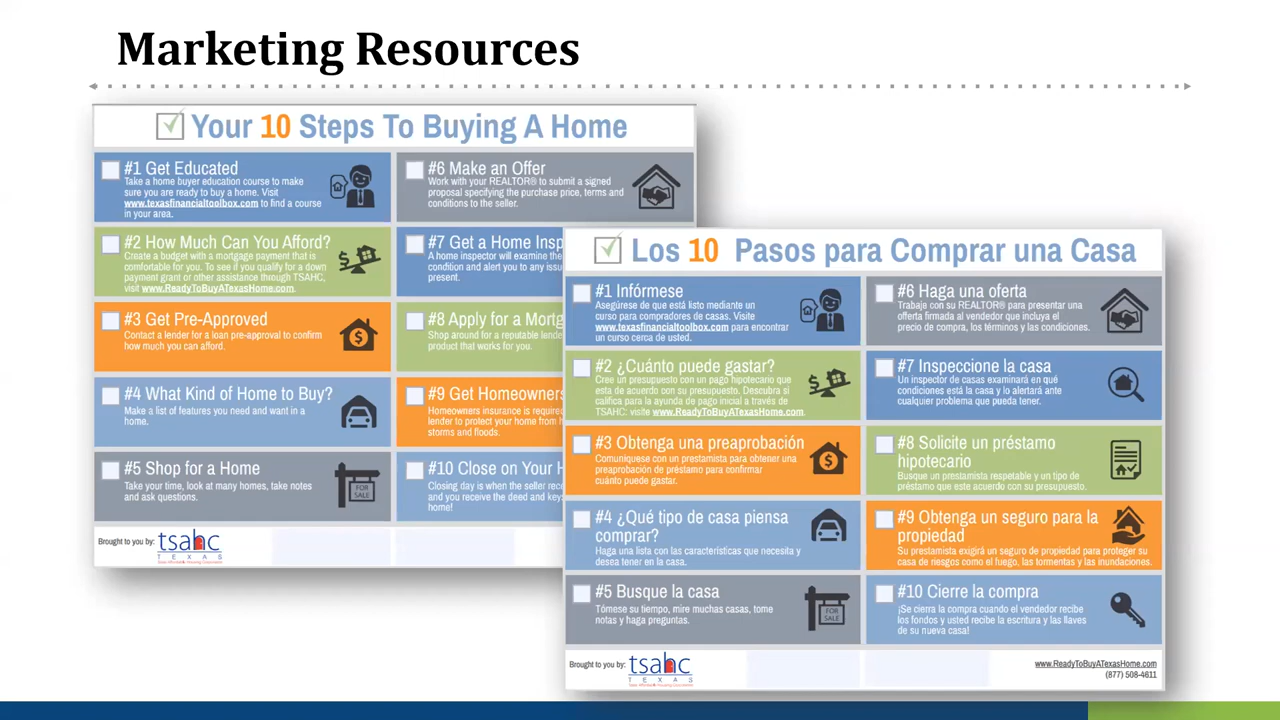 Marketing Resources
Your 10 Steps To Buying A Home
#1 Get Educated
Take a home buyer education course to make
sure you are ready to buy a home. Visit
www.texasfinancialtoolbox.com to find a course
in your area.
#2 How Much Can You Afford?
Create a budget with a mortgage payment that is
comfortable for you. To see if you qualify for a down
payment grant or other assistance through TSAHC,
visit www.ReadyToBuyATexasHome.com.
#3 Get Pre-Approved
Contact a lender for a loan pre-approval to confirm
how much you can afford.
#4 What Kind of Home to Buy?
Make a list of features you need and want in a
home.
#5 Shop for a Home
Take your time, look at many homes, take notes
and ask questions.
FOR
SALE
#6 Make an Offer
Work with your REALTOR® to submit a signed
proposal specifying the purchase price, terms and
conditions to the seller.
#7 Get a Home Insp
A home inspector will examine the
condition and alert you to any issu
present.
#8 Apply for a Mortg
Shop around for a reputable lende
product that works for you.
#9 Get Homeowners
Homeowners insurance is require
lender to protect your home from h
storms and floods.
#10 Close on Your H
Closing day is when the seller rece
and you receive the deed and key
home!
Brought to you by:
tsahc
TEXAS
Los 10 Pasos para Comprar una Casa
#1 Infórmese
Asegúrese de que está listo mediante un
curso para compradores de casas. Visite
www.texasfinancialtoolbox.com para encontrar
un curso cerca de usted.
#2 ¿Cuánto puede gastar?
Cree un presupuesto con un pago hipotecario que
esta de acuerdo con su presupuesto. Descubra si
califica para la ayunda de pago inicial a través de
TSAHC: visite www.ReadyToBuyATexasHome.com.
#3 Obtenga una preaprobación
Comuníquese con un prestamista para obtener una
preaprobación de préstamo para confirmar
cuánto puede gastar.
#4 ¿Qué tipo de casa piensa
comprar?
Haga una lista con las características que necesita y
desea tener en la casa.
#5 Busque la casa
Tómese su tiempo, mire muchas casas, tome
notas y haga preguntas.
FOR
SALE
#6 Haga una oferta
Trabaje con su REALTOR® para presentar una
oferta firmada al vendedor que incluya el
precio de compra, los términos y las condiciones.
#7 Inspeccione la casa
Un inspector de casas examinará en qué
condiciones está la casa y lo alertará ante
cualquier problema que pueda tener.
#8 Solicite un préstamo
hipotecario
Busque un prestamista respetable y un tipo de
préstamo que este acuerdo con su presupuesto.
#9 Obtenga un seguro para la
propiedad
Su prestamista exigirá un seguro de propiedad para proteger su
casa de riesgos como el fuego, las tormentas y las inundaciones.
#10 Cierre la compra
¡Se cierra la compra cuando el vendedor recibe
los fondos y usted recibe la escritura y las llaves
de su nueva casa!
Brought to you by:
tsahc
TEXAS
www.ReadyToBuyATexasHome.com
(877) 508-4611